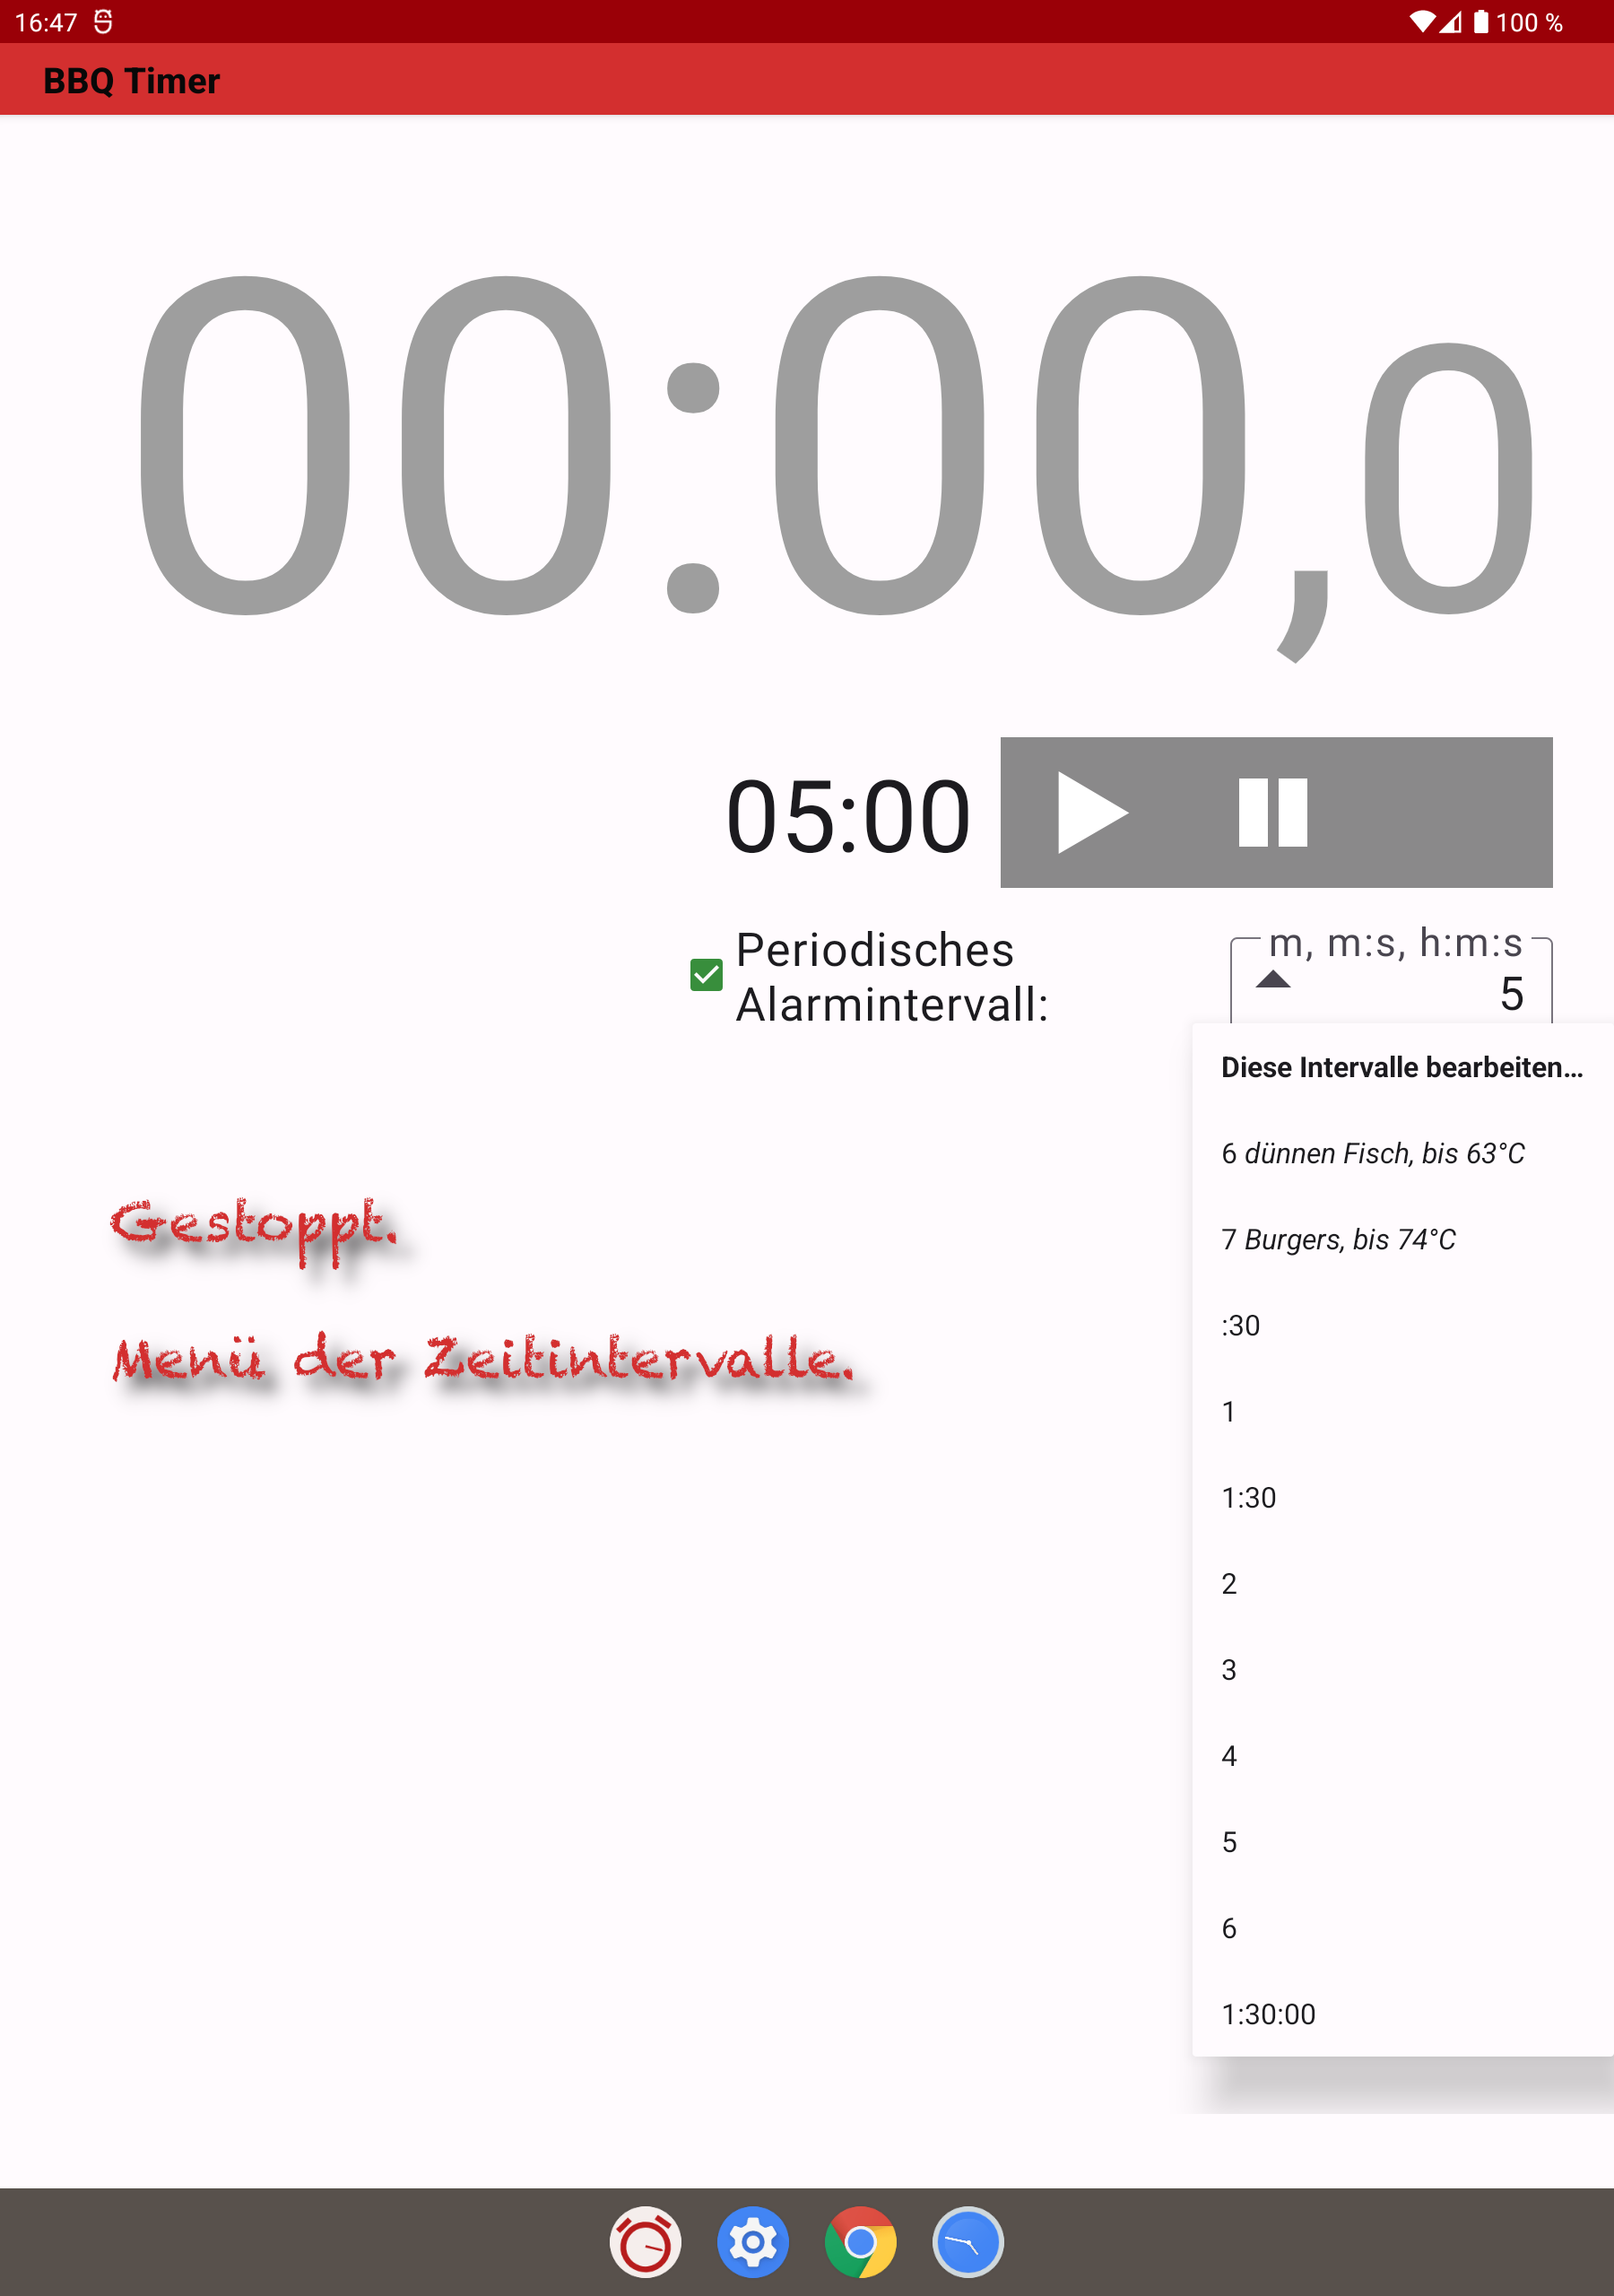 16:47 100 %
BBQ Timer
00:00,0
05:00
Periodisches
Alarmintervall:
m, m:s, h:m:s
5
Diese Intervalle bearbeiten…
6 dünnen Fisch, bis 63°C
7 Burgers, bis 74°C
:30
1
1:30
2
3
4
5
6
1:30:00
Gestoppt.
Menü der Zeitintervalle.